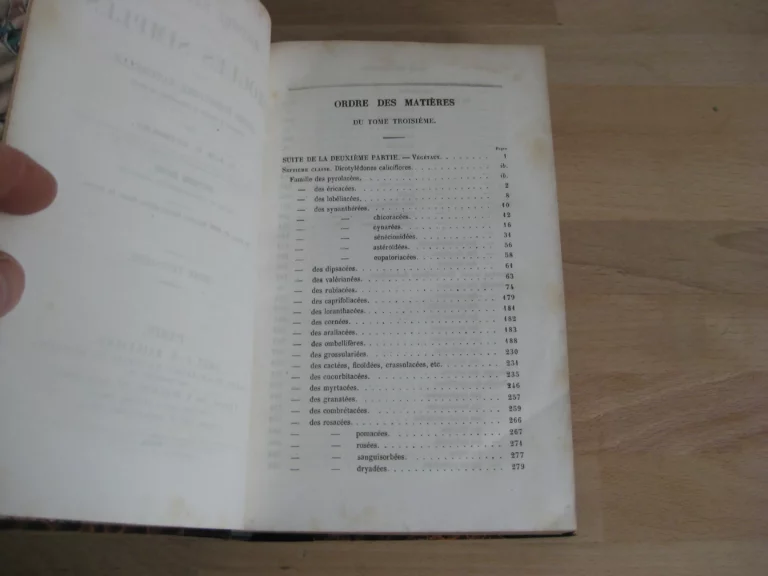 ORDRE DES MATIÈRES
DU TOME TROISIÈME.
Pages
SUITE DE LA DEUXIÈME PARTIE. — VÉGÉTAUX. . . . . . . . 1
SEPTIÈME CLASSE. Dicotylédones caliciflores. . . . . . . . ib.
Famille des pyrolacées. . . . . . . . ib.
— des éricacées. . . . . . . . 2
— des lobéliacées. . . . . . . . 8
— des synanthérées. . . . . . . . 10
— — chicoracées. . . . . . . . 12
— — cynarées. . . . . . . . 16
— — sénécionidées. . . . . . . . 31
— — astéroïdées. . . . . . . . 56
— — eupatoriacées. . . . . . . . 58
— des dipsacées. . . . . . . . 61
— des valérianées. . . . . . . . 63
— des rubiacées. . . . . . . . 74
— des caprifoliacées. . . . . . . . 179
— des loranthacées. . . . . . . . 181
— des cornées. . . . . . . . 182
— des araliacées. . . . . . . . 183
— des ombellifères. . . . . . . . 188
— des grossulariées. . . . . . . . 230
— des cactées, ficoïdées, crassulacées, etc. . . . . . . . 231
— des cucurbitacées. . . . . . . . 235
— des myrtacées. . . . . . . . 246
— des granatées. . . . . . . . 257
— des combrétacées. . . . . . . . 259
— des rosacées. . . . . . . . 266
— — pomacées. . . . . . . . 267
— — rosées. . . . . . . . 271
— — sanguisorbées. . . . . . . . 277
— — dryadées. . . . . . . . 279